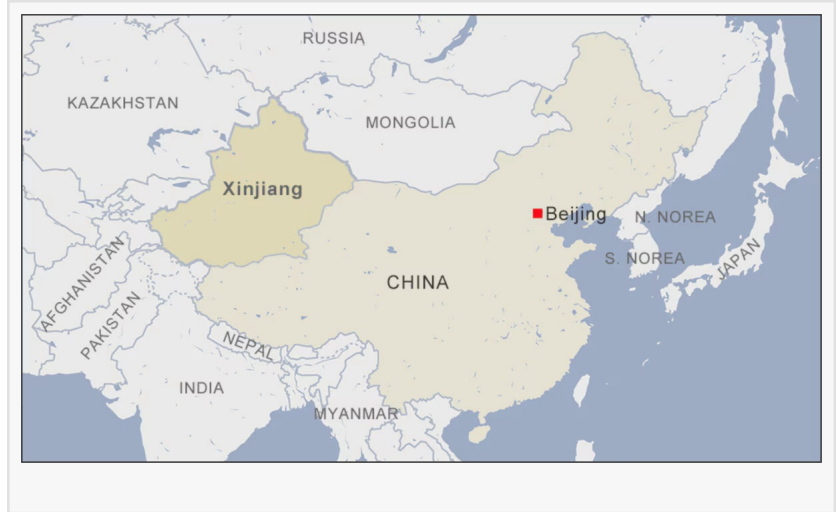 RUSSIA
KAZAKHSTAN
MONGOLIA
Xinjiang
Beijing
N. NOREA
S. NOREA
JAPAN
AFGHANISTAN
CHINA
PAKISTAN
NEPAL
INDIA
MYANMAR